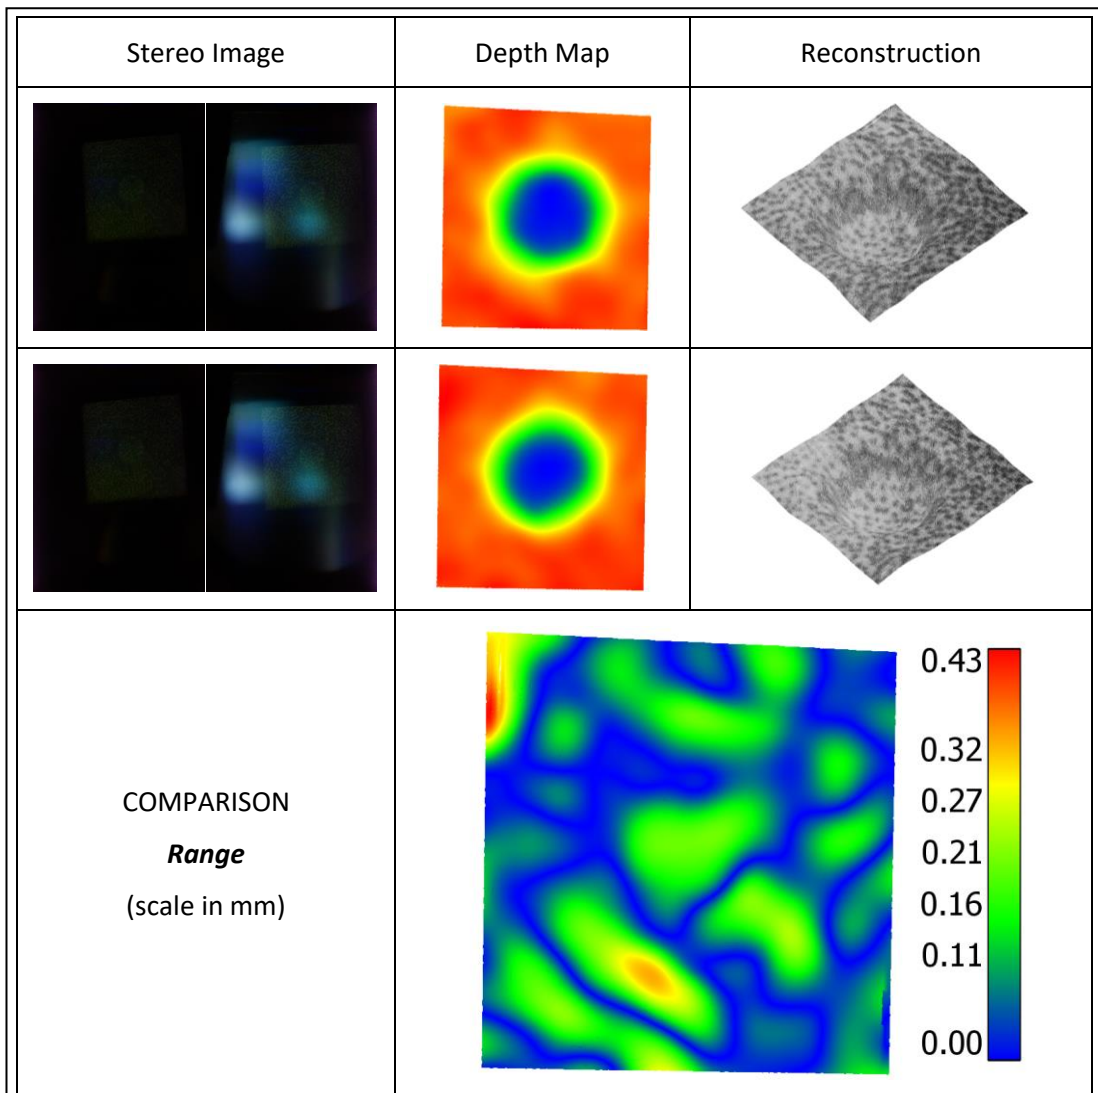 Stereo Image
Depth Map
Reconstruction
COMPARISON
Range
(scale in mm)
0.43
0.32
0.27
0.21
0.16
0.11
0.00